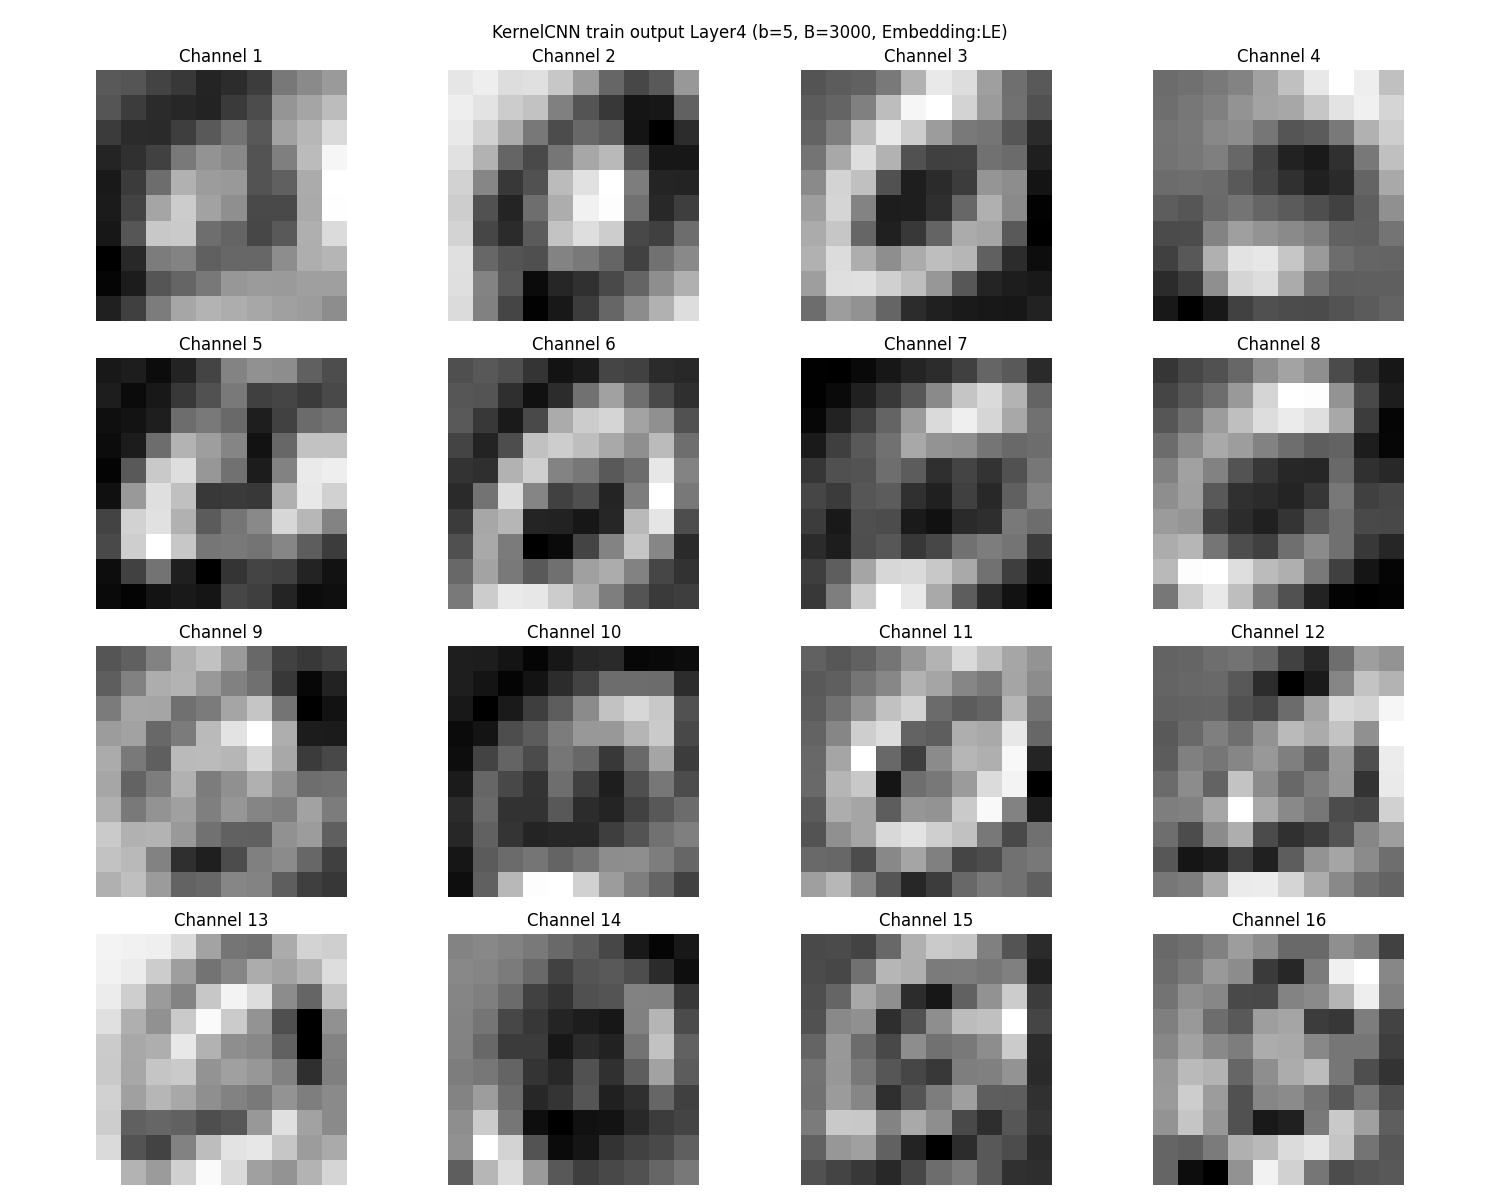 KernelCNN train output Layer4 (b=5, B=3000, Embedding:LE)
Channel 1
Channel 2
Channel 3
Channel 4
Channel 5
Channel 6
Channel 7
Channel 8
Channel 9
Channel 10
Channel 11
Channel 12
Channel 13
Channel 14
Channel 15
Channel 16